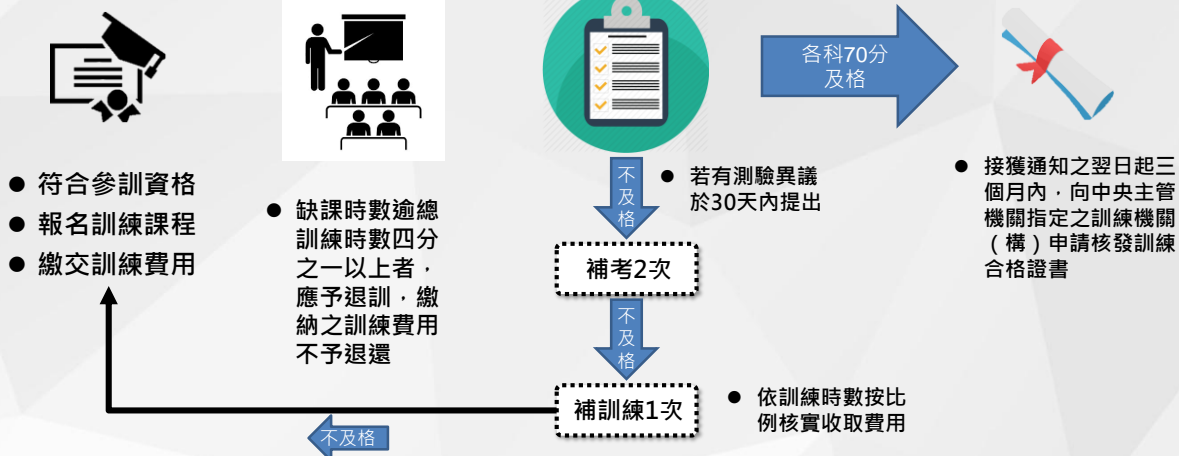 ● 符合參訓資格
● 報名訓練課程
● 繳交訓練費用
● 缺課時數逾總
訓練時數四分
之一以上者，
應予退訓，繳
納之訓練費用
不予退還
各科70分
及格
不
及
格
● 若有測驗異議
於30天內提出
補考2次
不
及
格
補訓練1次
● 依訓練時數按比
例核實收取費用
不及格
● 接獲通知之翌日起三
個月內，向中央主管
機關指定之訓練機關
（構）申請核發訓練
合格證書